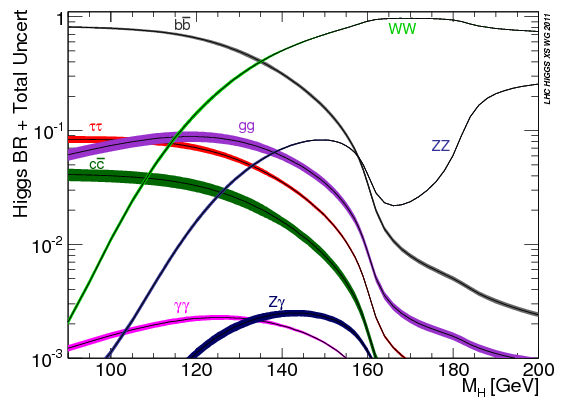 Higgs BR + Total Uncert
LHC HIGGS XS WG 2011
1
10⁻¹
10⁻²
10⁻³
bb̅
WW
ττ
gg
cc̅
ZZ
γγ
Zγ
100 120 140 160 180 200
M_H [GeV]